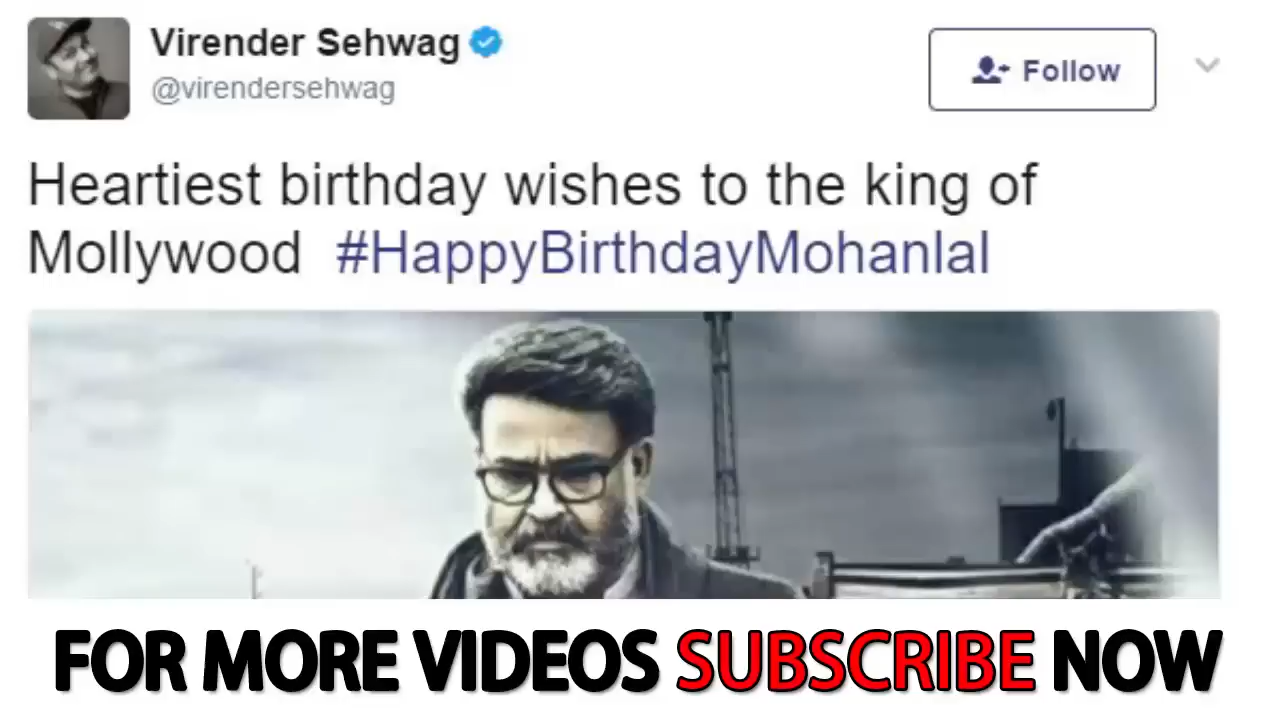 Virender Sehwag
@virendersehwag
Follow
Heartiest birthday wishes to the king of
Mollywood #HappyBirthdayMohanlal
FOR MORE VIDEOS SUBSCRIBE NOW